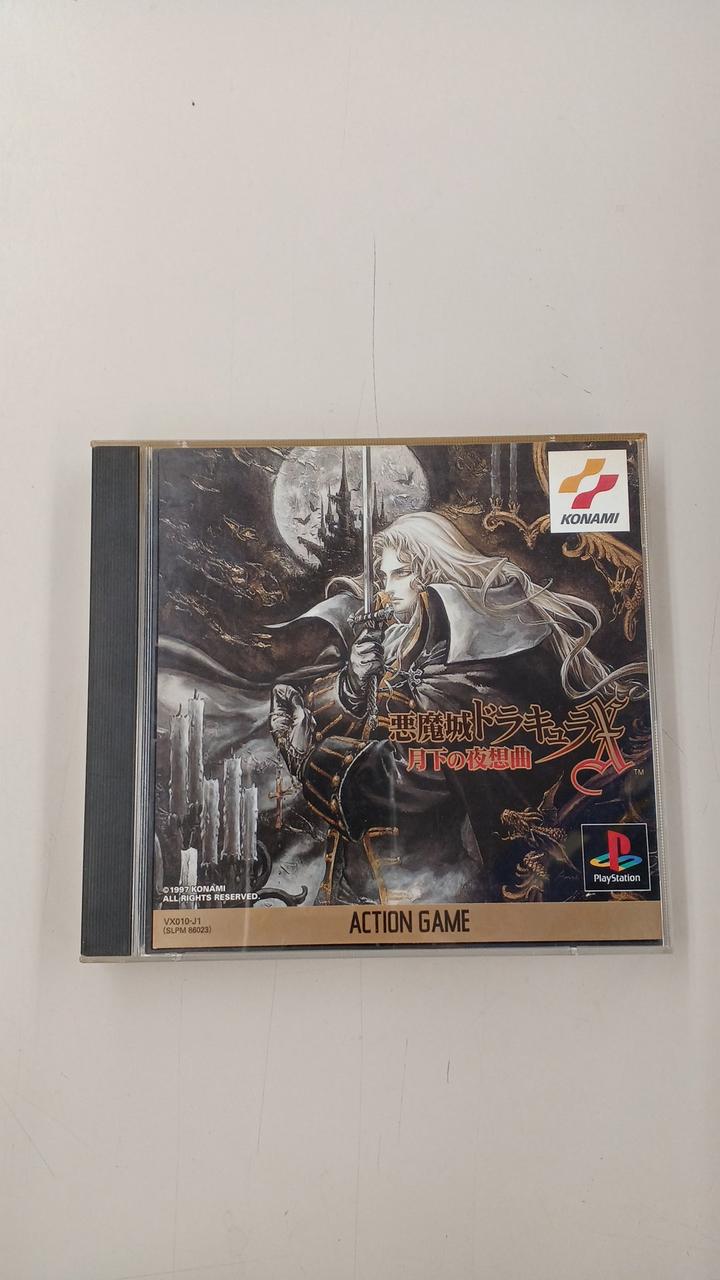 KONAMI
悪魔城ドラキュラX
月下の夜想曲
TM
PlayStation
©1997 KONAMI
ALL RIGHTS RESERVED.
VX010-J1
(SLPM 86023)
ACTION GAME